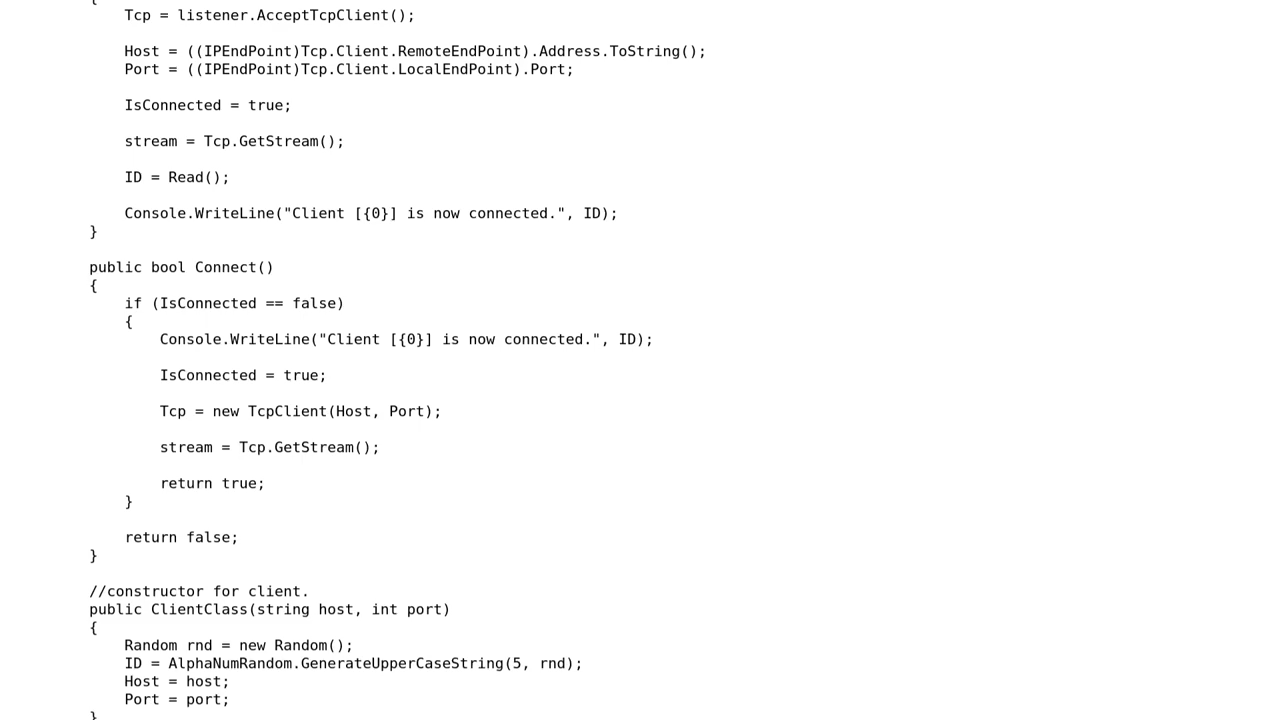 {
Tcp = listener.AcceptTcpClient();
Host = ((IPEndPoint)Tcp.Client.RemoteEndPoint).Address.ToString();
Port = ((IPEndPoint)Tcp.Client.LocalEndPoint).Port;
IsConnected = true;
stream = Tcp.GetStream();
ID = Read();
Console.WriteLine("Client [{0}] is now connected.", ID);
}
public bool Connect()
{
if (IsConnected == false)
{
Console.WriteLine("Client [{0}] is now connected.", ID);
IsConnected = true;
Tcp = new TcpClient(Host, Port);
stream = Tcp.GetStream();
return true;
}
return false;
}
//constructor for client.
public ClientClass(string host, int port)
{
Random rnd = new Random();
ID = AlphaNumRandom.GenerateUpperCaseString(5, rnd);
Host = host;
Port = port;
}